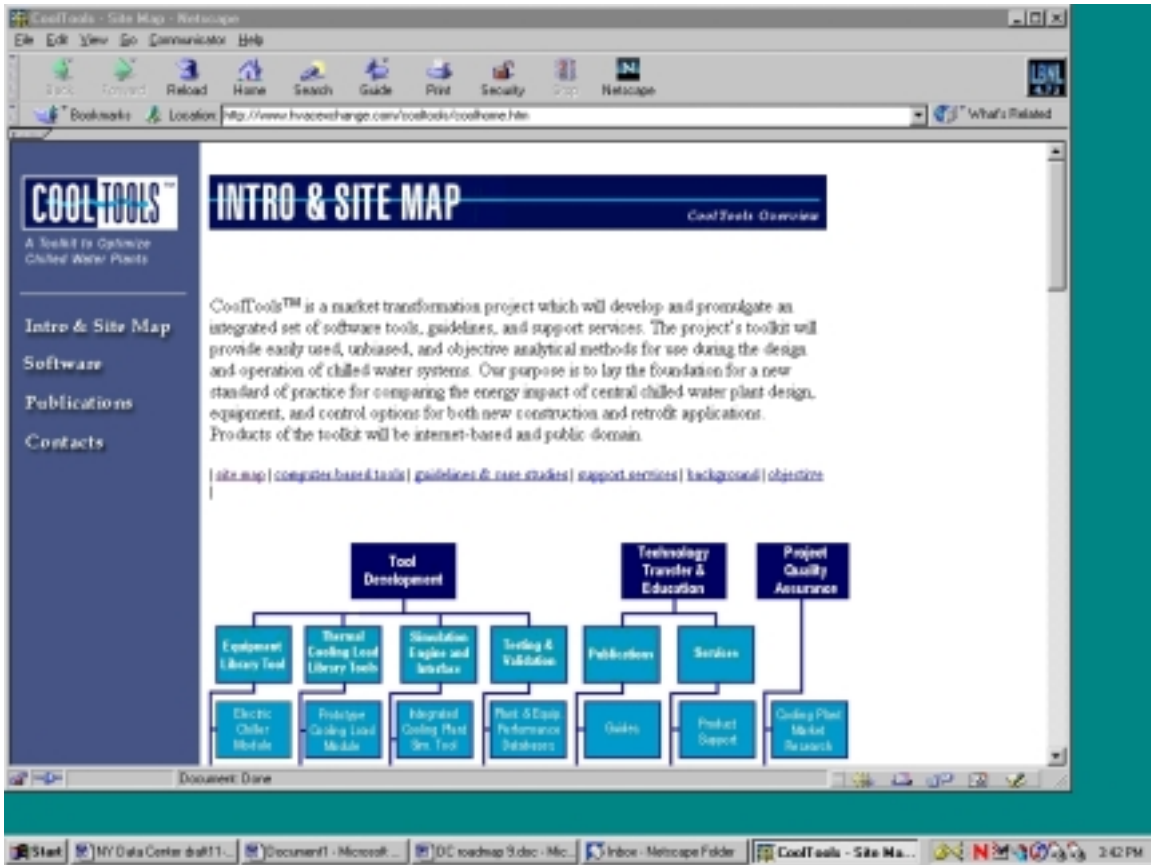 CoolTools - Site Map - Netscape
File Edit View Go Communicator Help
Back Forward Reload Home Search Guide Print Security Stop Netscape
LBNL
Bookmarks Location: http://www.hvacexchange.com/cooltools/coolhome.htm What's Related
COOLTOOLS™
A Toolkit to Optimize
Chilled Water Plants
Intro & Site Map
Software
Publications
Contacts
INTRO & SITE MAP
CoolTools Overview
CoolTools™ is a market transformation project which will develop and promulgate an
integrated set of software tools, guidelines, and support services. The project's toolkit will
provide easily used, unbiased, and objective analytical methods for use during the design
and operation of chilled water systems. Our purpose is to lay the foundation for a new
standard of practice for comparing the energy impact of central chilled water plant design,
equipment, and control options for both new construction and retrofit applications.
Products of the toolkit will be internet-based and public domain.
| site map | computer based tools | guidelines & case studies | support services | background | objective
|
Tool
Development
Technology
Transfer &
Education
Project
Quality
Assurance
Equipment
Library Tool
Thermal
Cooling Load
Library Tools
Simulation
Engine and
Interface
Testing &
Validation
Publications
Services
Electric
Chiller
Module
Prototype
Cooling Load
Module
Integrated
Cooling Plant
Sim. Tool
Plant & Equip.
Performance
Databases
Guides
Product
Support
Cooling Plant
Market
Research
Document: Done
Start NY Data Center draft11-... Document1 - Microsoft ... DC roadmap 9.doc - Mic... Inbox - Netscape Folder CoolTools - Site Ma... 3:42 PM